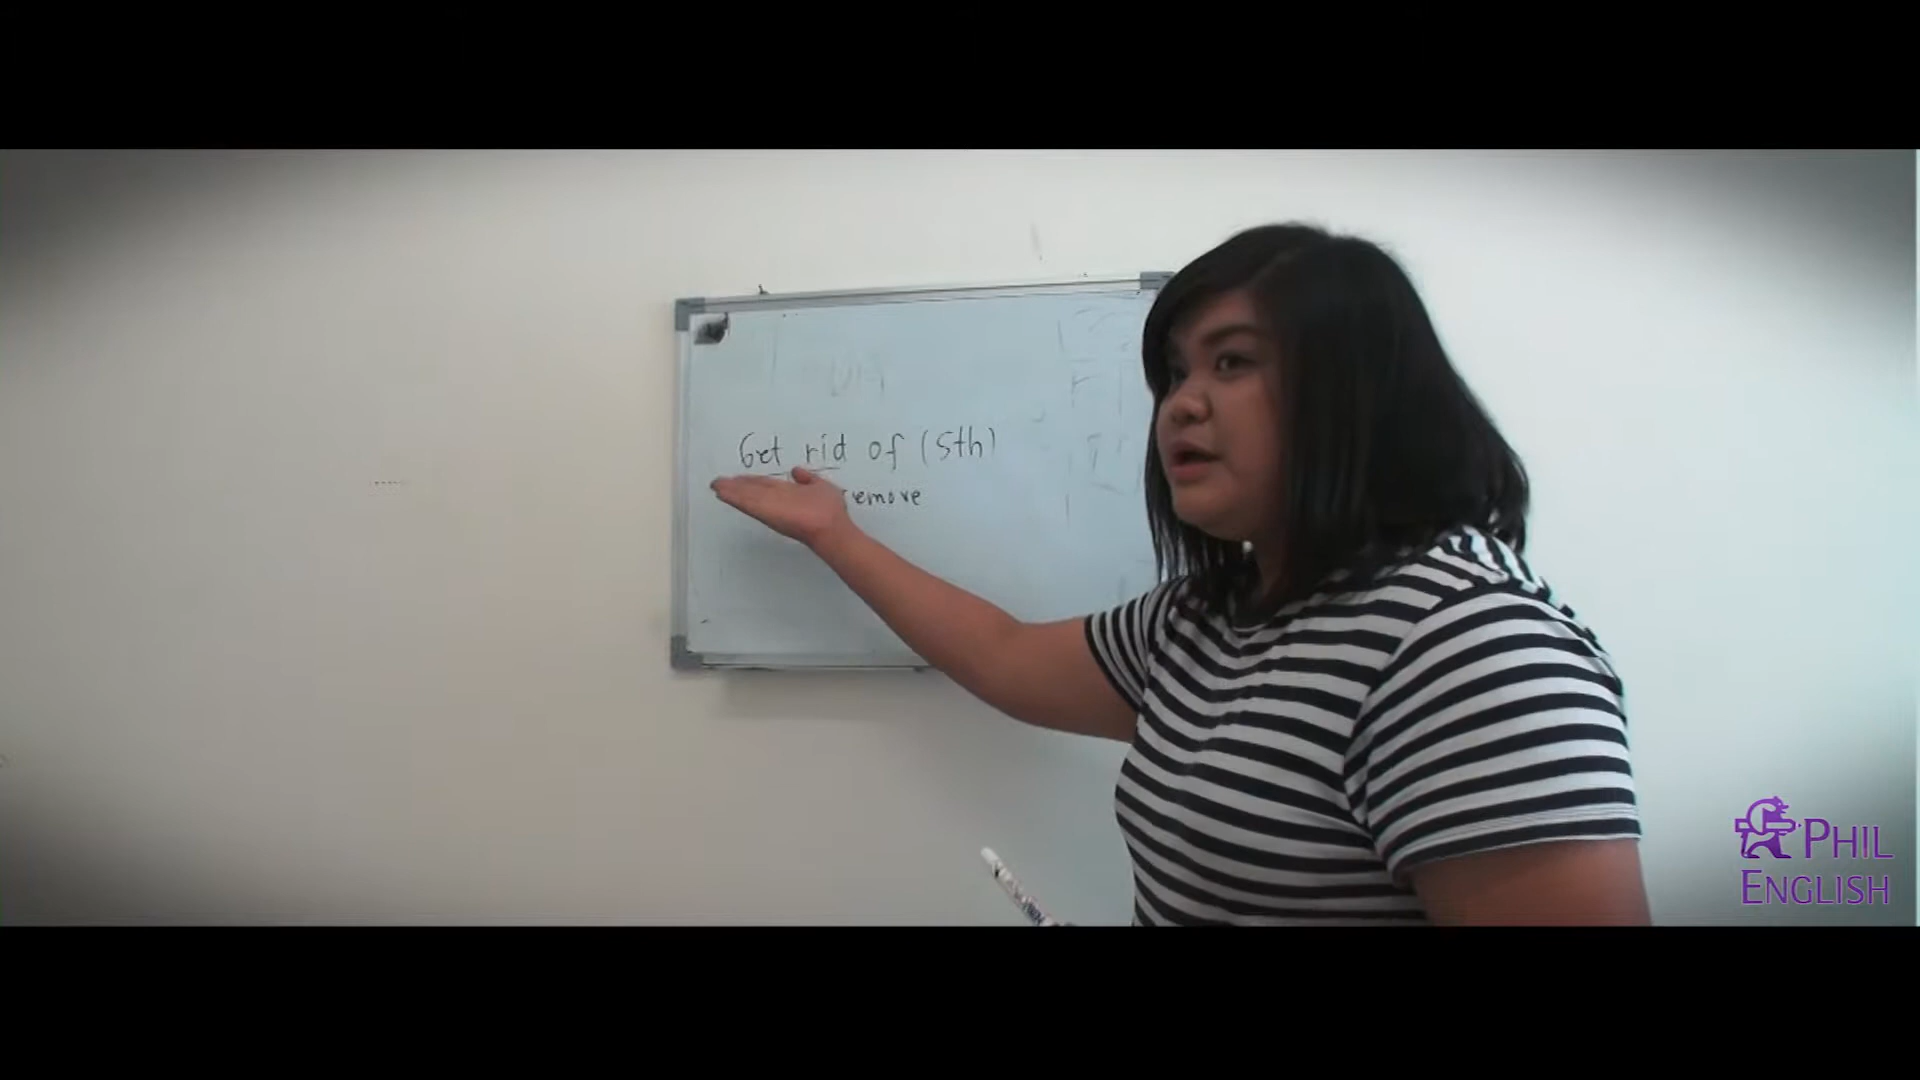 Get rid of (Sth)
remove
PHIL
ENGLISH